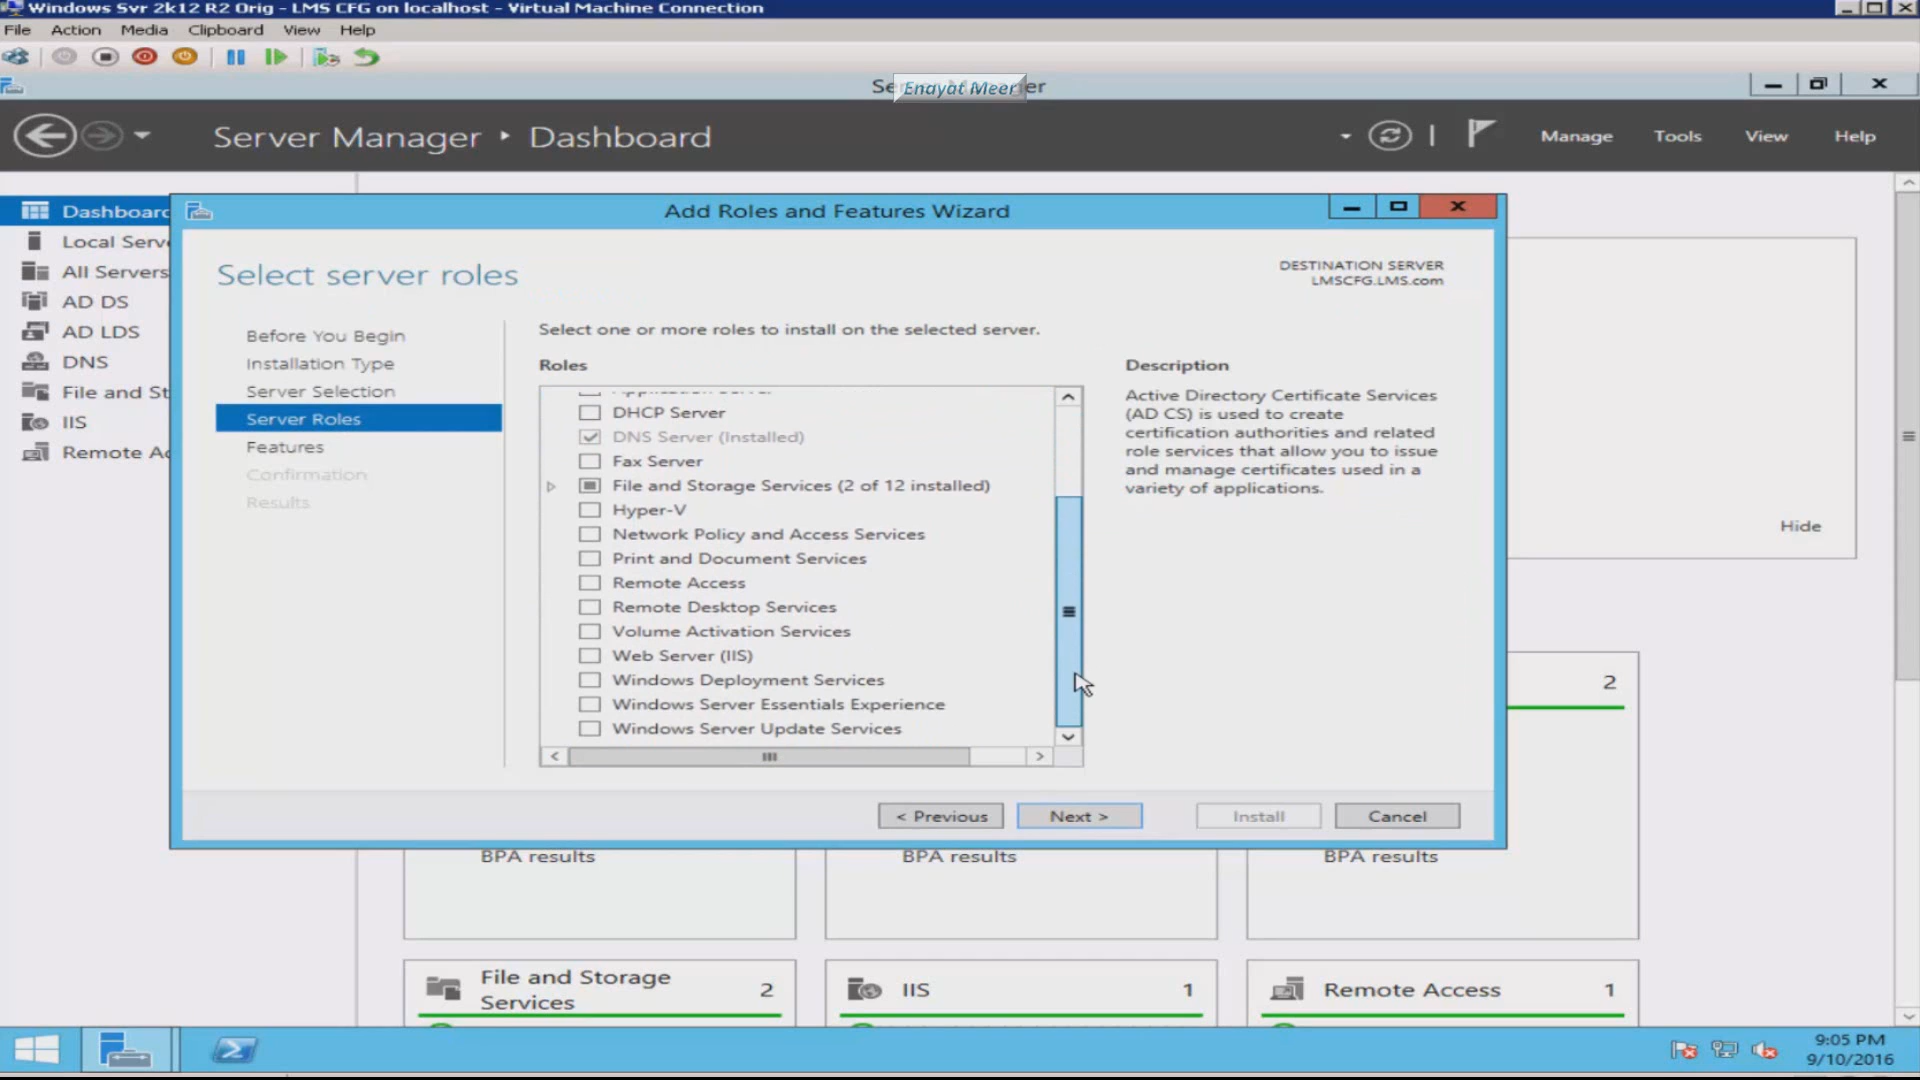 Windows Svr 2k12 R2 Orig - LMS CFG on localhost - Virtual Machine Connection
File Action Media Clipboard View Help
Enayat Meer
Server Manager ‣ Dashboard
Manage Tools View Help
Dashboard
Local Serve
All Servers
AD DS
AD LDS
DNS
File and St
IIS
Remote Ac
Add Roles and Features Wizard
Select server roles
DESTINATION SERVER
LMSCFG.LMS.com
Before You Begin
Installation Type
Server Selection
Server Roles
Features
Confirmation
Results
Select one or more roles to install on the selected server.
Roles
DHCP Server
DNS Server (Installed)
Fax Server
File and Storage Services (2 of 12 installed)
Hyper-V
Network Policy and Access Services
Print and Document Services
Remote Access
Remote Desktop Services
Volume Activation Services
Web Server (IIS)
Windows Deployment Services
Windows Server Essentials Experience
Windows Server Update Services
Description
Active Directory Certificate Services
(AD CS) is used to create
certification authorities and related
role services that allow you to issue
and manage certificates used in a
variety of applications.
< Previous Next > Install Cancel
Hide
2
BPA results
BPA results
BPA results
File and Storage
Services
2
IIS 1
Remote Access 1
9:05 PM
9/10/2016